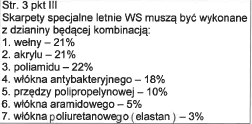 Str. 3 pkt III
Skarpety specjalne letnie WS muszą być wykonane
z dzianiny będącej kombinacją:
1. wełny – 21%
2. akrylu – 21%
3. poliamidu – 22%
4. włókna antybakteryjnego – 18%
5. przędzy polipropylenowej – 10%
6. włókna aramidowego – 5%
7. włókna poliuretanowego ( elastan ) – 3%